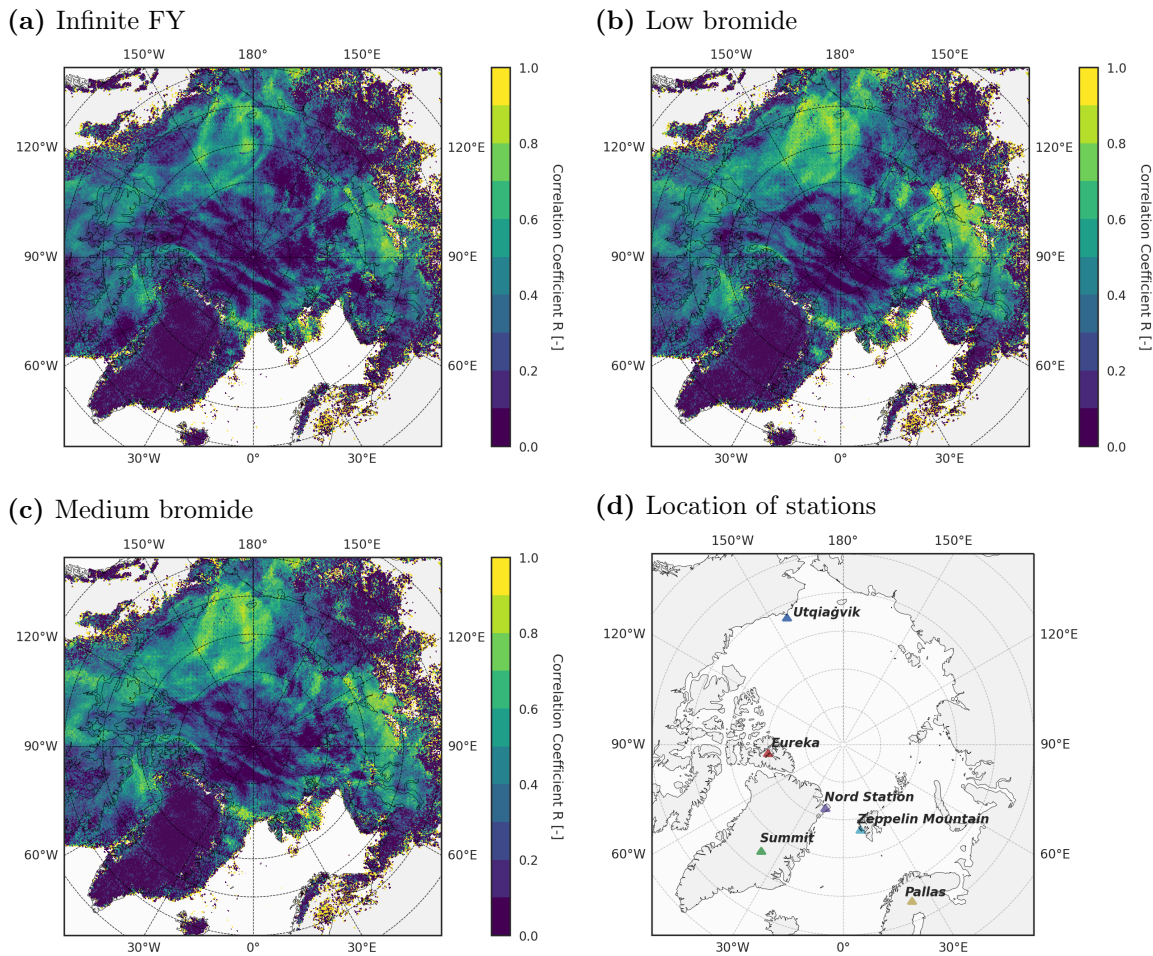 (a) Infinite FY
150°W 180° 150°E
120°W 120°E
90°W 90°E
60°W 60°E
30°W 0° 30°E
1.0
0.8
0.6
0.4
0.2
0.0
Correlation Coefficient R [-]
(b) Low bromide
150°W 180° 150°E
120°W 120°E
90°W 90°E
60°W 60°E
30°W 0° 30°E
1.0
0.8
0.6
0.4
0.2
0.0
Correlation Coefficient R [-]
(c) Medium bromide
150°W 180° 150°E
120°W 120°E
90°W 90°E
60°W 60°E
30°W 0° 30°E
1.0
0.8
0.6
0.4
0.2
0.0
Correlation Coefficient R [-]
(d) Location of stations
150°W 180° 150°E
Utqiaġvik
120°W 120°E
Eureka
90°W 90°E
Nord Station
Zeppelin Mountain
Summit
60°W 60°E
Pallas
30°W 0° 30°E